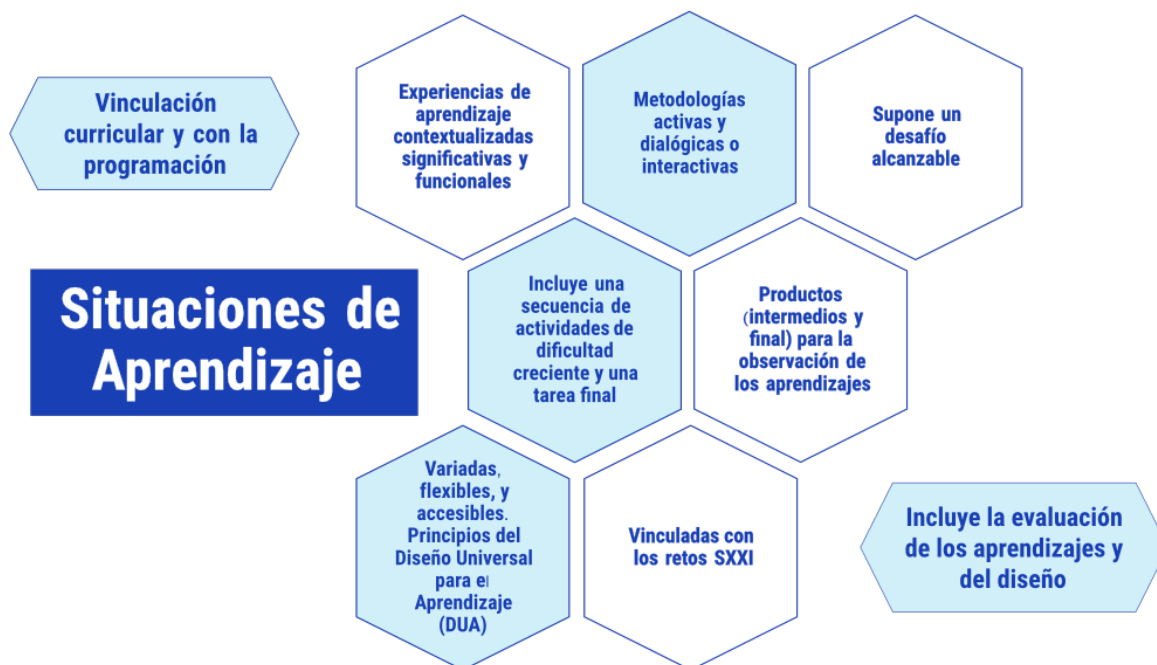 Vinculación
curricular y con la
programación
Experiencias de
aprendizaje
contextualizadas
significativas y
funcionales
Metodologías
activas y
dialógicas o
interactivas
Supone un
desafío
alcanzable
Situaciones de
Aprendizaje
Incluye una
secuencia de
actividades de
dificultad
creciente y una
tarea final
Productos
(intermedios y
final) para la
observación de
los aprendizajes
Variadas,
flexibles, y
accesibles.
Principios del
Diseño Universal
para el
Aprendizaje
(DUA)
Vinculadas con
los retos SXXI
Incluye la evaluación
de los aprendizajes y
del diseño